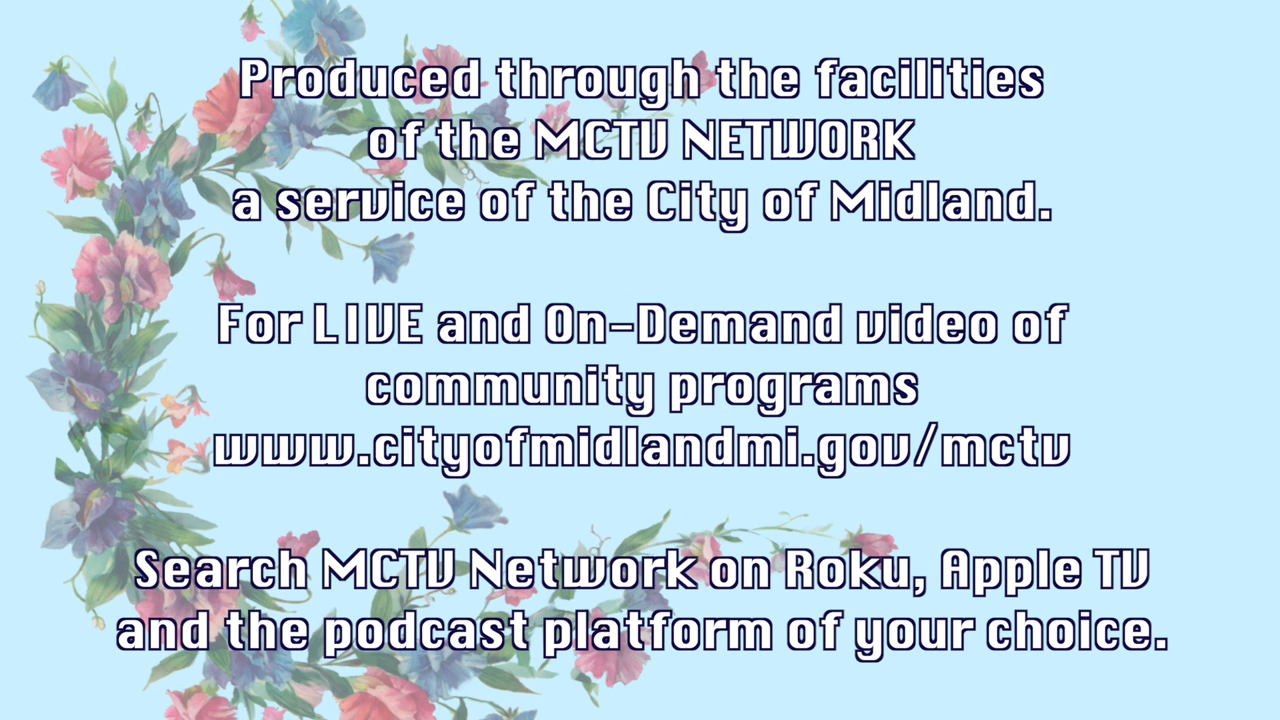 Produced through the facilities
of the MCTV NETWORK
a service of the City of Midland.
For LIVE and On-Demand video of
community programs
www.cityofmidlandmi.gov/mctv
Search MCTV Network on Roku, Apple TV
and the podcast platform of your choice.